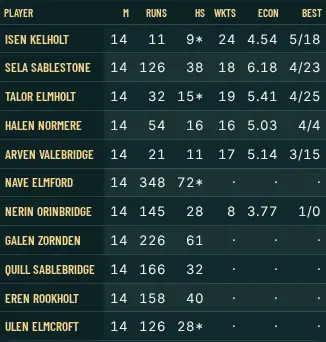 PLAYER M RUNS HS WKTS ECON BEST
ISEN KELHOLT 14 11 9* 24 4.54 5/18
SELA SABLESTONE 14 126 38 18 6.18 4/23
TALOR ELMHOLT 14 32 15* 19 5.41 4/25
HALEN NORMERE 14 54 16 16 5.03 4/4
ARVEN VALEBRIDGE 14 21 11 17 5.14 3/15
NAVE ELMFORD 14 348 72* · · ·
NERIN ORINBRIDGE 14 145 28 8 3.77 1/0
GALEN ZORNDEN 14 226 61 · · ·
QUILL SABLEBRIDGE 14 166 32 · · ·
EREN ROOKHOLT 14 158 40 · · ·
ULEN ELMCROFT 14 126 28* · · ·